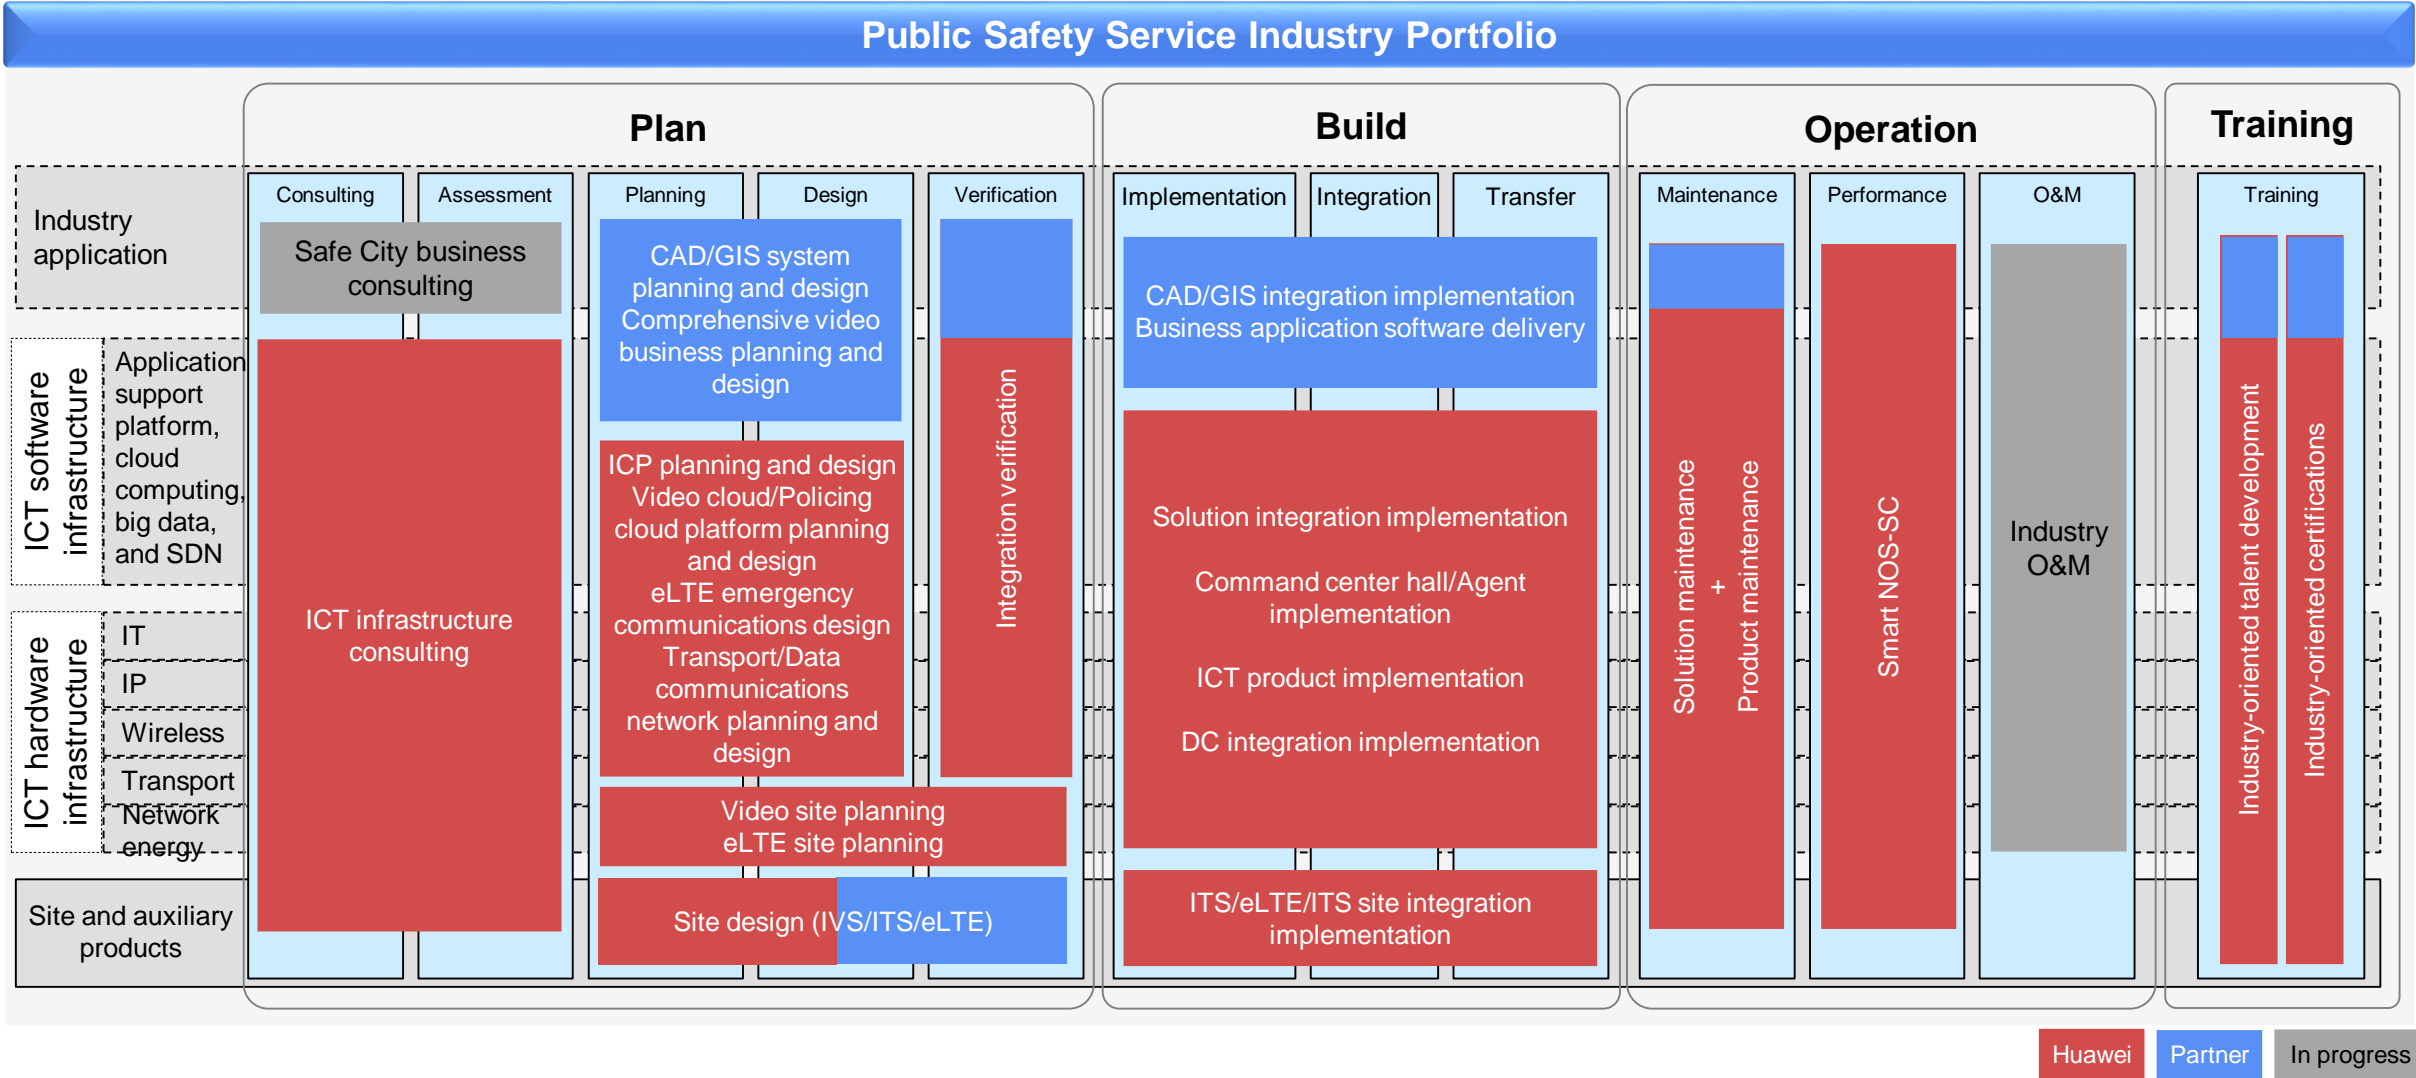 Public Safety Service Industry Portfolio
Plan
Build
Operation
Training
Industry
application
Consulting
Assessment
Planning
Design
Verification
Implementation
Integration
Transfer
Maintenance
Performance
O&M
Training
Safe City business
consulting
CAD/GIS system
planning and design
Comprehensive video
business planning and
design
CAD/GIS integration implementation
Business application software delivery
ICT software
infrastructure
Application
support
platform,
cloud
computing,
big data,
and SDN
ICT hardware
infrastructure
IT
IP
Wireless
Transport
Network
energy
ICT infrastructure
consulting
ICP planning and design
Video cloud/Policing
cloud platform planning
and design
eLTE emergency
communications design
Transport/Data
communications
network planning and
design
Integration verification
Video site planning
eLTE site planning
Solution integration implementation
Command center hall/Agent
implementation
ICT product implementation
DC integration implementation
Solution maintenance
+
Product maintenance
Smart NOS-SC
Industry
O&M
Industry-oriented talent development
Industry-oriented certifications
Site and auxiliary
products
Site design (IVS/ITS/eLTE)
ITS/eLTE/ITS site integration
implementation
Huawei
Partner
In progress